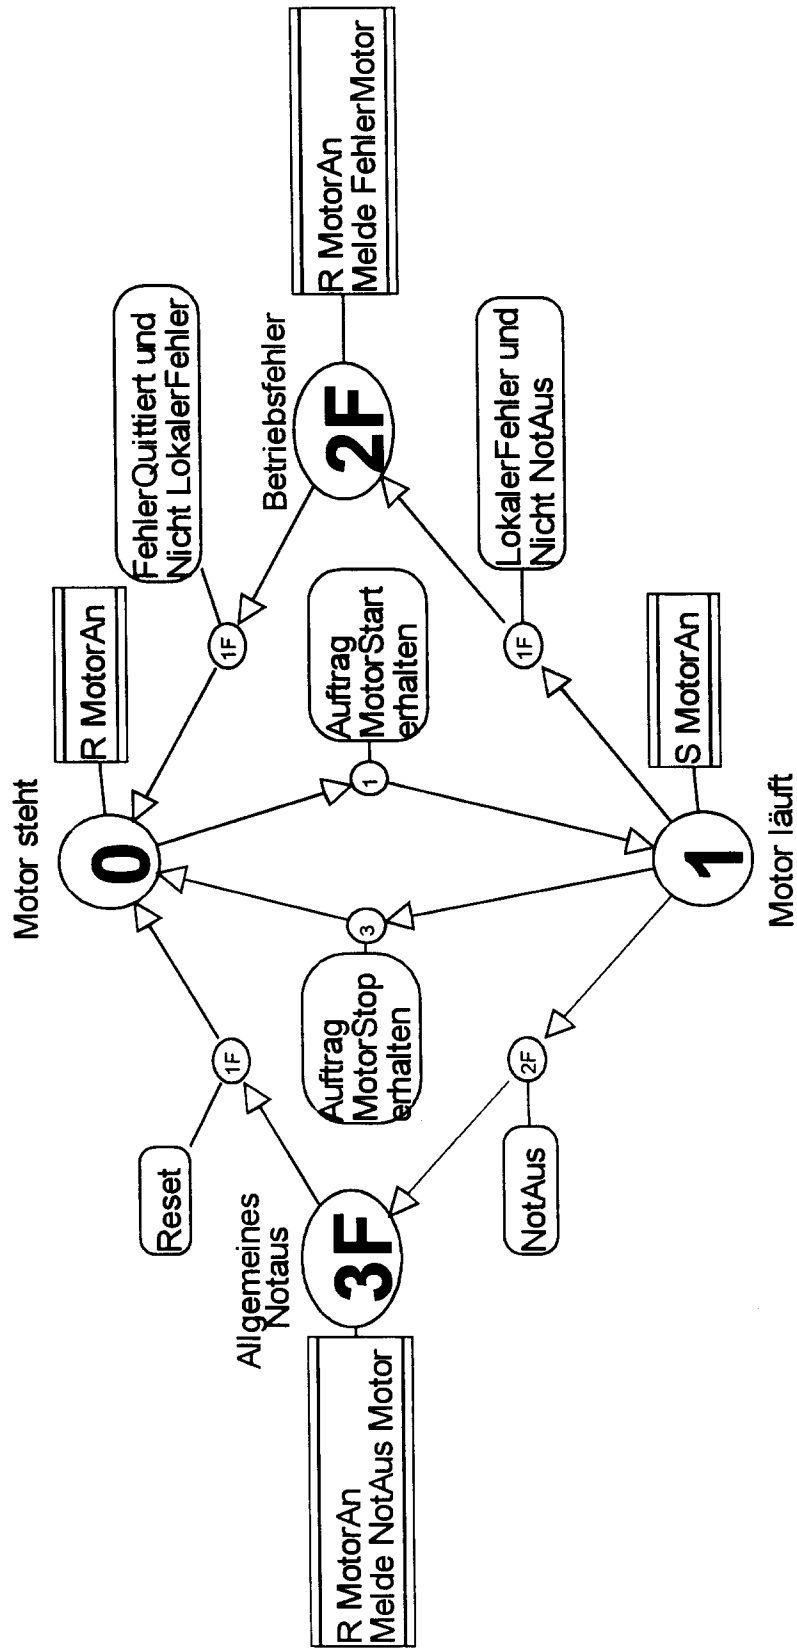 Motor steht
0
R MotorAn
Reset
1F
1F
FehlerQuittiert und
Nicht LokalerFehler
Allgemeines
Notaus
Betriebsfehler
R MotorAn
Melde NotAus Motor
3F
Auftrag
MotorStop
erhalten
3
1
Auftrag
MotorStart
erhalten
2F
R MotorAn
Melde FehlerMotor
NotAus
2F
1F
LokalerFehler und
Nicht NotAus
1
S MotorAn
Motor läuft